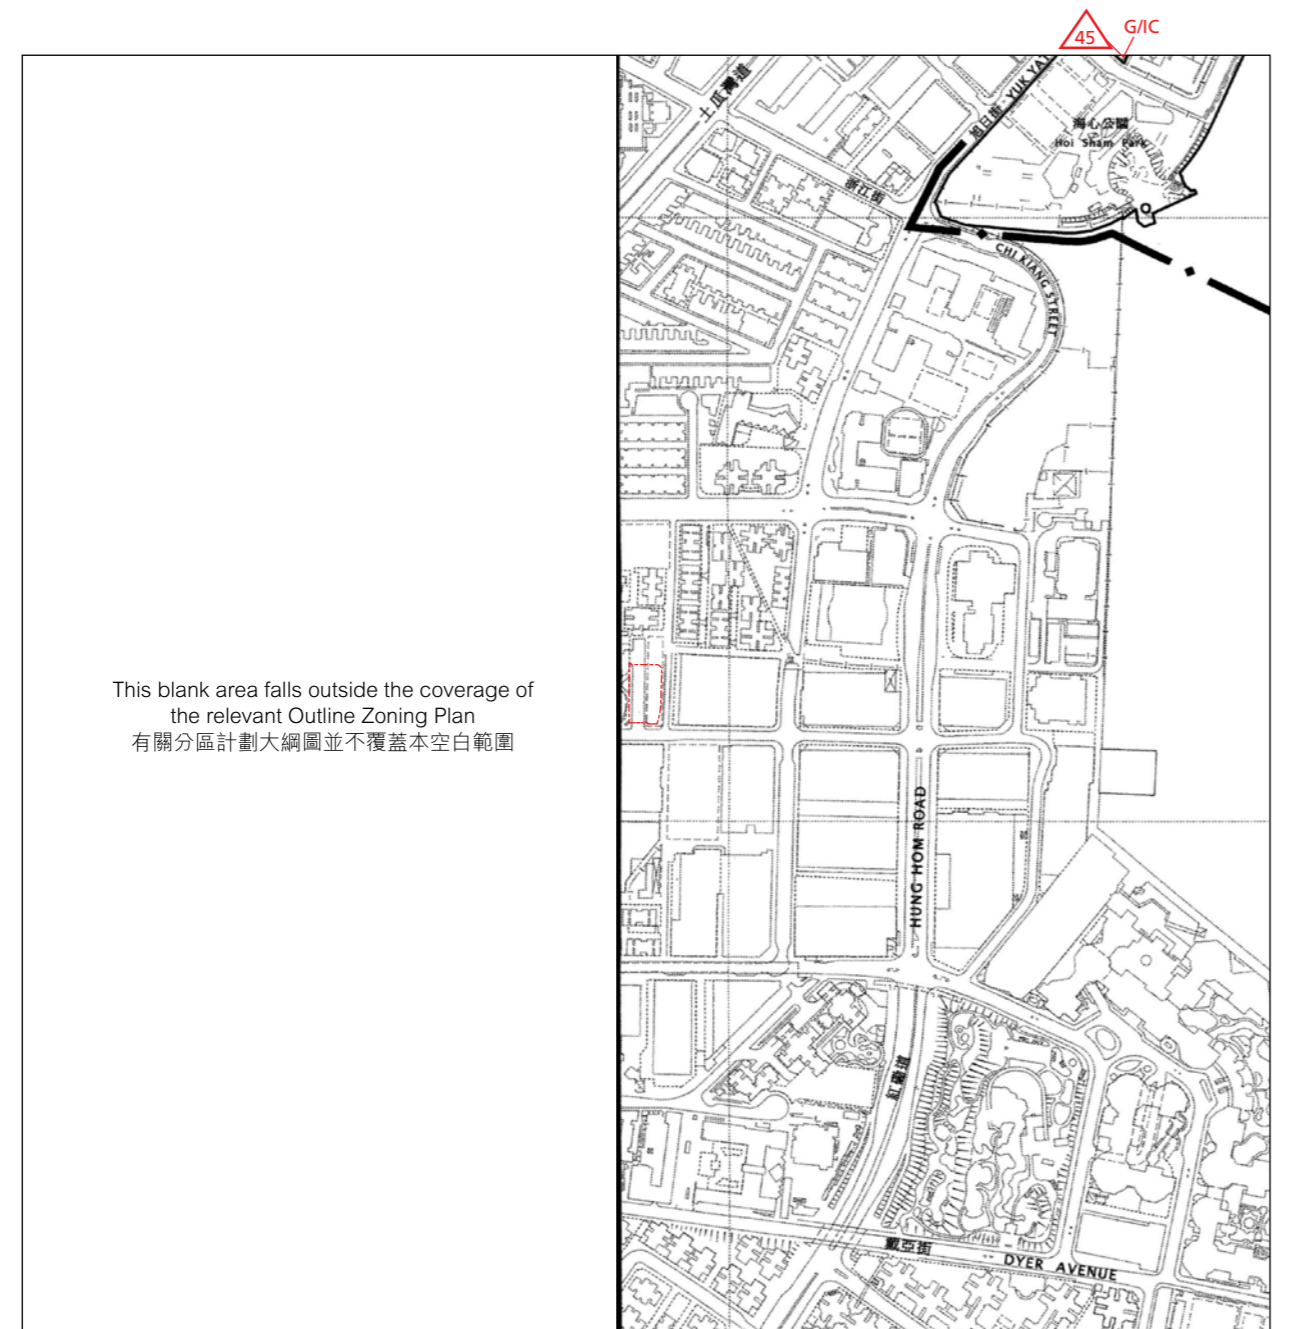 45
G/IC
土瓜灣道
旭日街 YUK YAT
海心公園
Hoi Sham Park
浙江街
CHI KIANG STREET
This blank area falls outside the coverage of
the relevant Outline Zoning Plan
有關分區計劃大綱圖並不覆蓋本空白範圍
HUNG HOM ROAD
紅磡道
戴亞街
DYER AVENUE